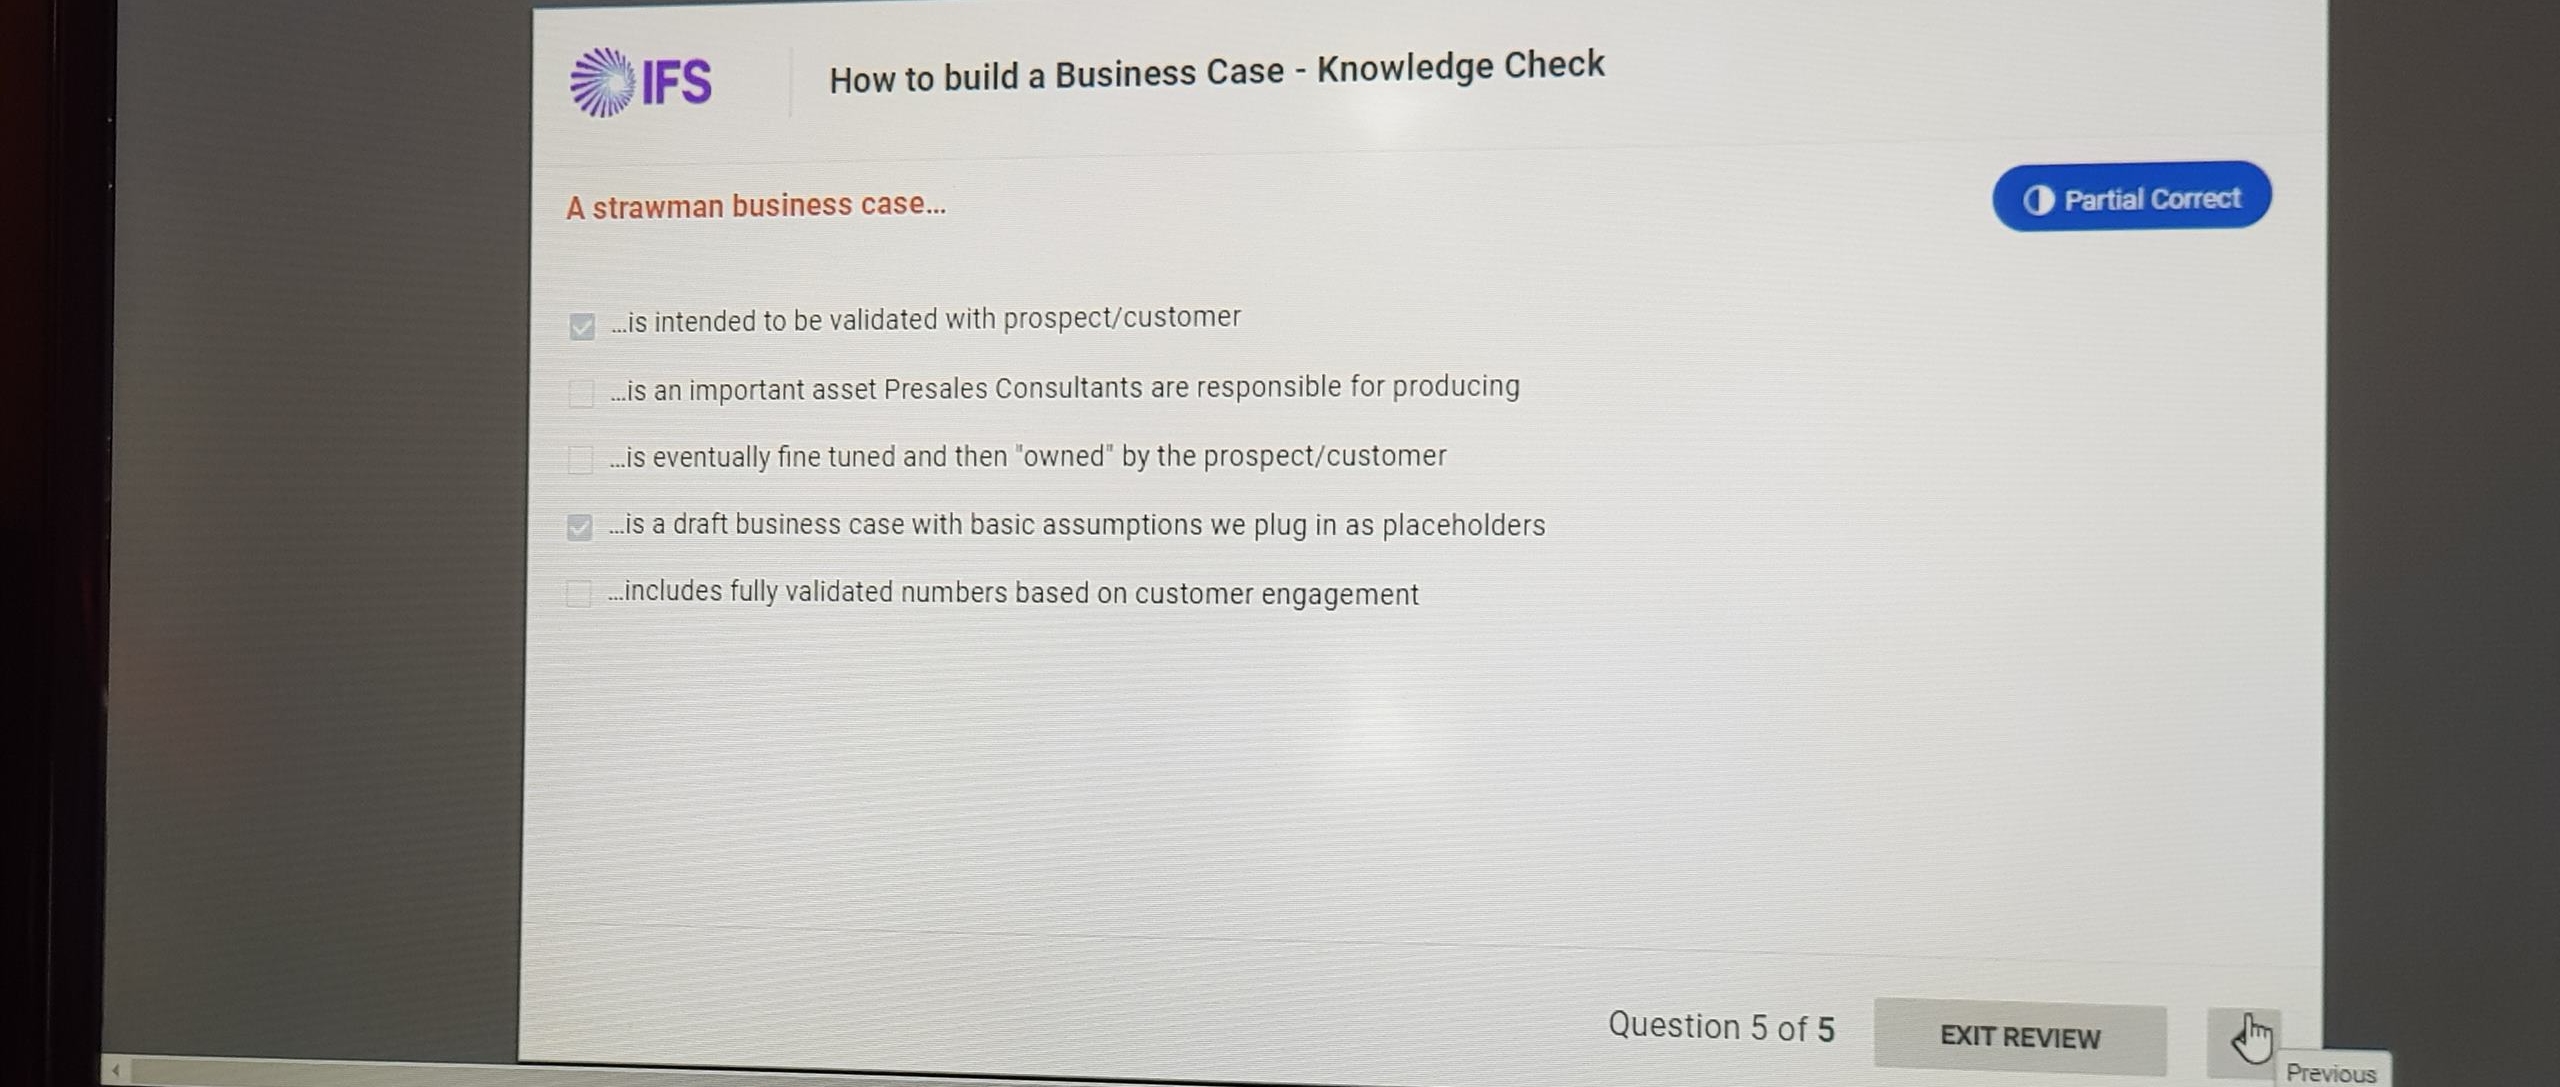 IFS
How to build a Business Case - Knowledge Check
A strawman business case...
Partial Correct
...is intended to be validated with prospect/customer
...is an important asset Presales Consultants are responsible for producing
...is eventually fine tuned and then "owned" by the prospect/customer
...is a draft business case with basic assumptions we plug in as placeholders
...includes fully validated numbers based on customer engagement
Question 5 of 5
EXIT REVIEW
Previous